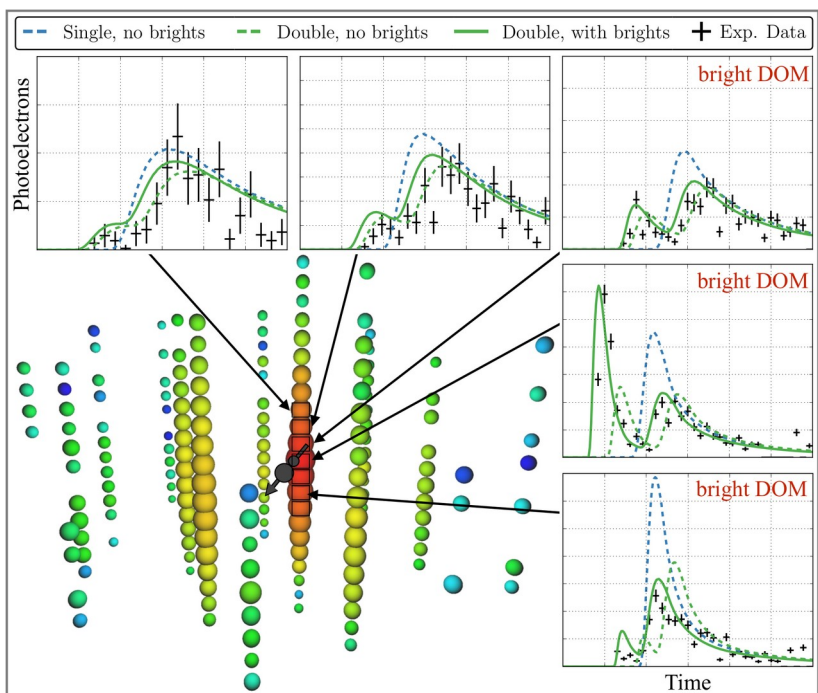 Single, no brights Double, no brights Double, with brights Exp. Data
Photoelectrons
bright DOM
bright DOM
bright DOM
Time